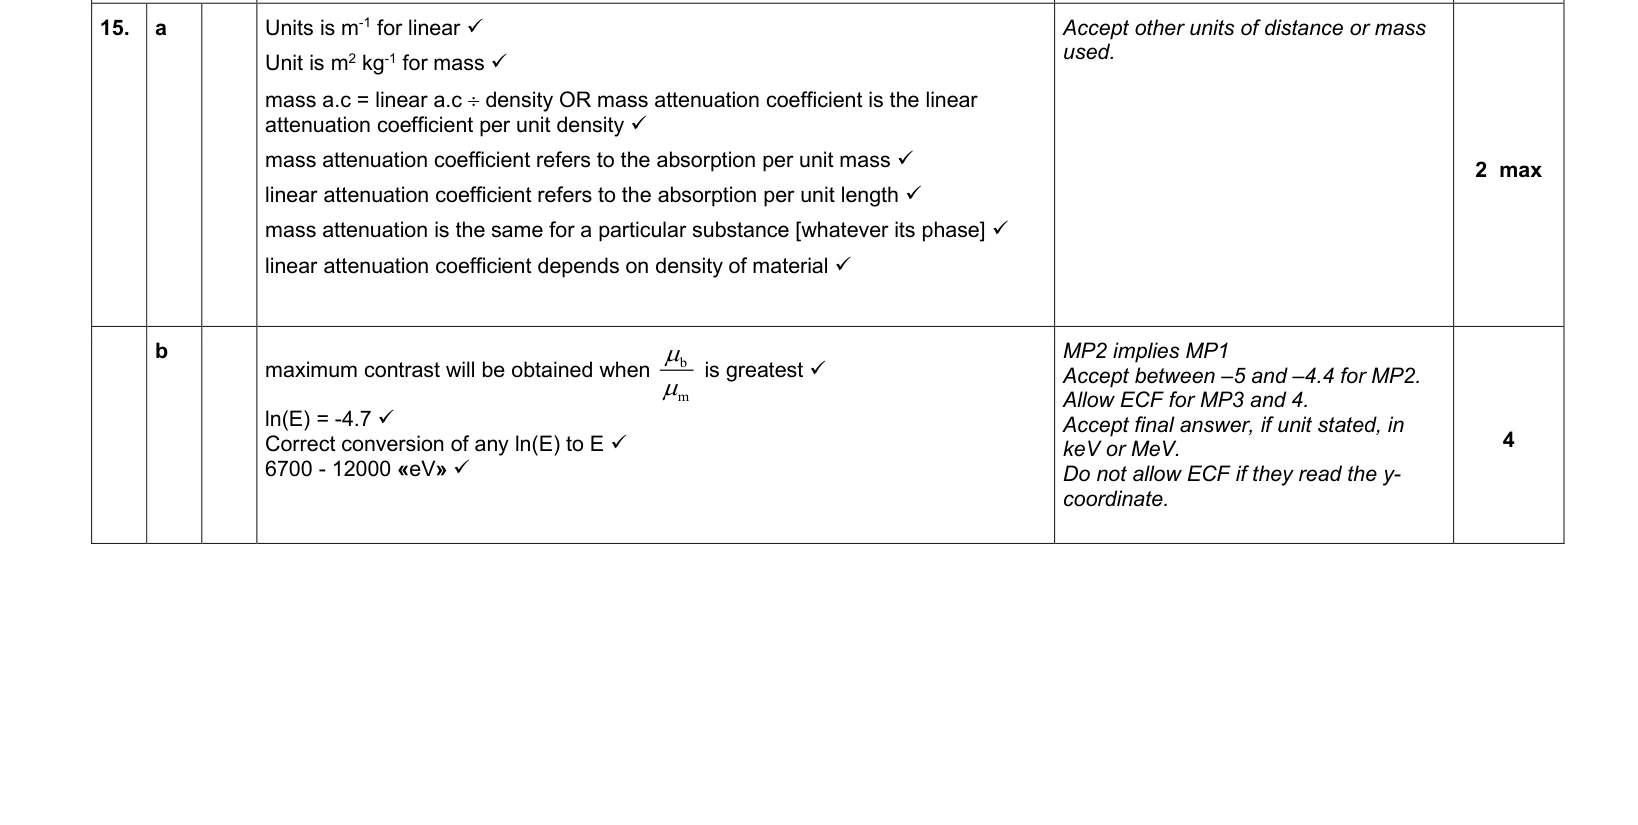 15. a Units is m⁻¹ for linear ✓ Accept other units of distance or mass
Unit is m² kg⁻¹ for mass ✓ used.
mass a.c = linear a.c ÷ density OR mass attenuation coefficient is the linear
attenuation coefficient per unit density ✓
mass attenuation coefficient refers to the absorption per unit mass ✓ 2 max
linear attenuation coefficient refers to the absorption per unit length ✓
mass attenuation is the same for a particular substance [whatever its phase] ✓
linear attenuation coefficient depends on density of material ✓
b
maximum contrast will be obtained when μb/μm is greatest ✓
ln(E) = -4.7 ✓
Correct conversion of any ln(E) to E ✓
6700 - 12000 «eV» ✓
MP2 implies MP1
Accept between –5 and –4.4 for MP2.
Allow ECF for MP3 and 4.
Accept final answer, if unit stated, in
keV or MeV.
Do not allow ECF if they read the y-
coordinate.
4